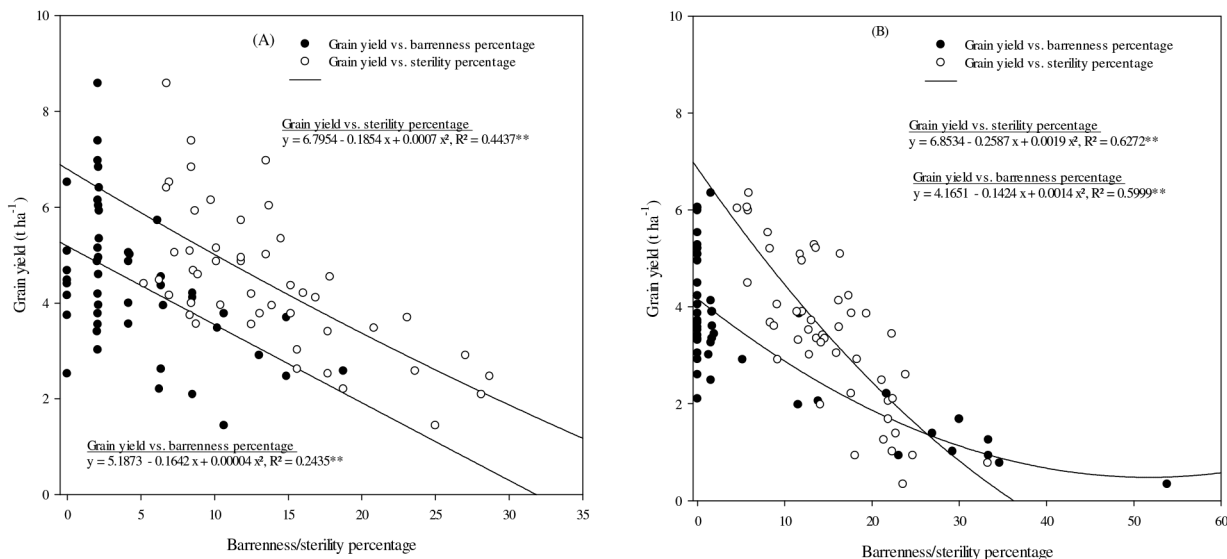 (A)
Grain yield vs. barrenness percentage
Grain yield vs. sterility percentage
Grain yield vs. sterility percentage
y = 6.7954 - 0.1854 x + 0.0007 x², R² = 0.4437**
Grain yield vs. barrenness percentage
y = 5.1873 - 0.1642 x + 0.00004 x², R² = 0.2435**
Grain yield (t ha⁻¹)
10
8
6
4
2
0
0 5 10 15 20 25 30 35
Barrenness/sterility percentage
(B)
Grain yield vs. barrenness percentage
Grain yield vs. sterility percentage
Grain yield vs. sterility percentage
y = 6.8534 - 0.2587 x + 0.0019 x², R² = 0.6272**
Grain yield vs. barrenness percentage
y = 4.1651 - 0.1424 x + 0.0014 x², R² = 0.5999**
Grain yield (t ha⁻¹)
10
8
6
4
2
0
0 10 20 30 40 50 60
Barrenness/sterility percentage